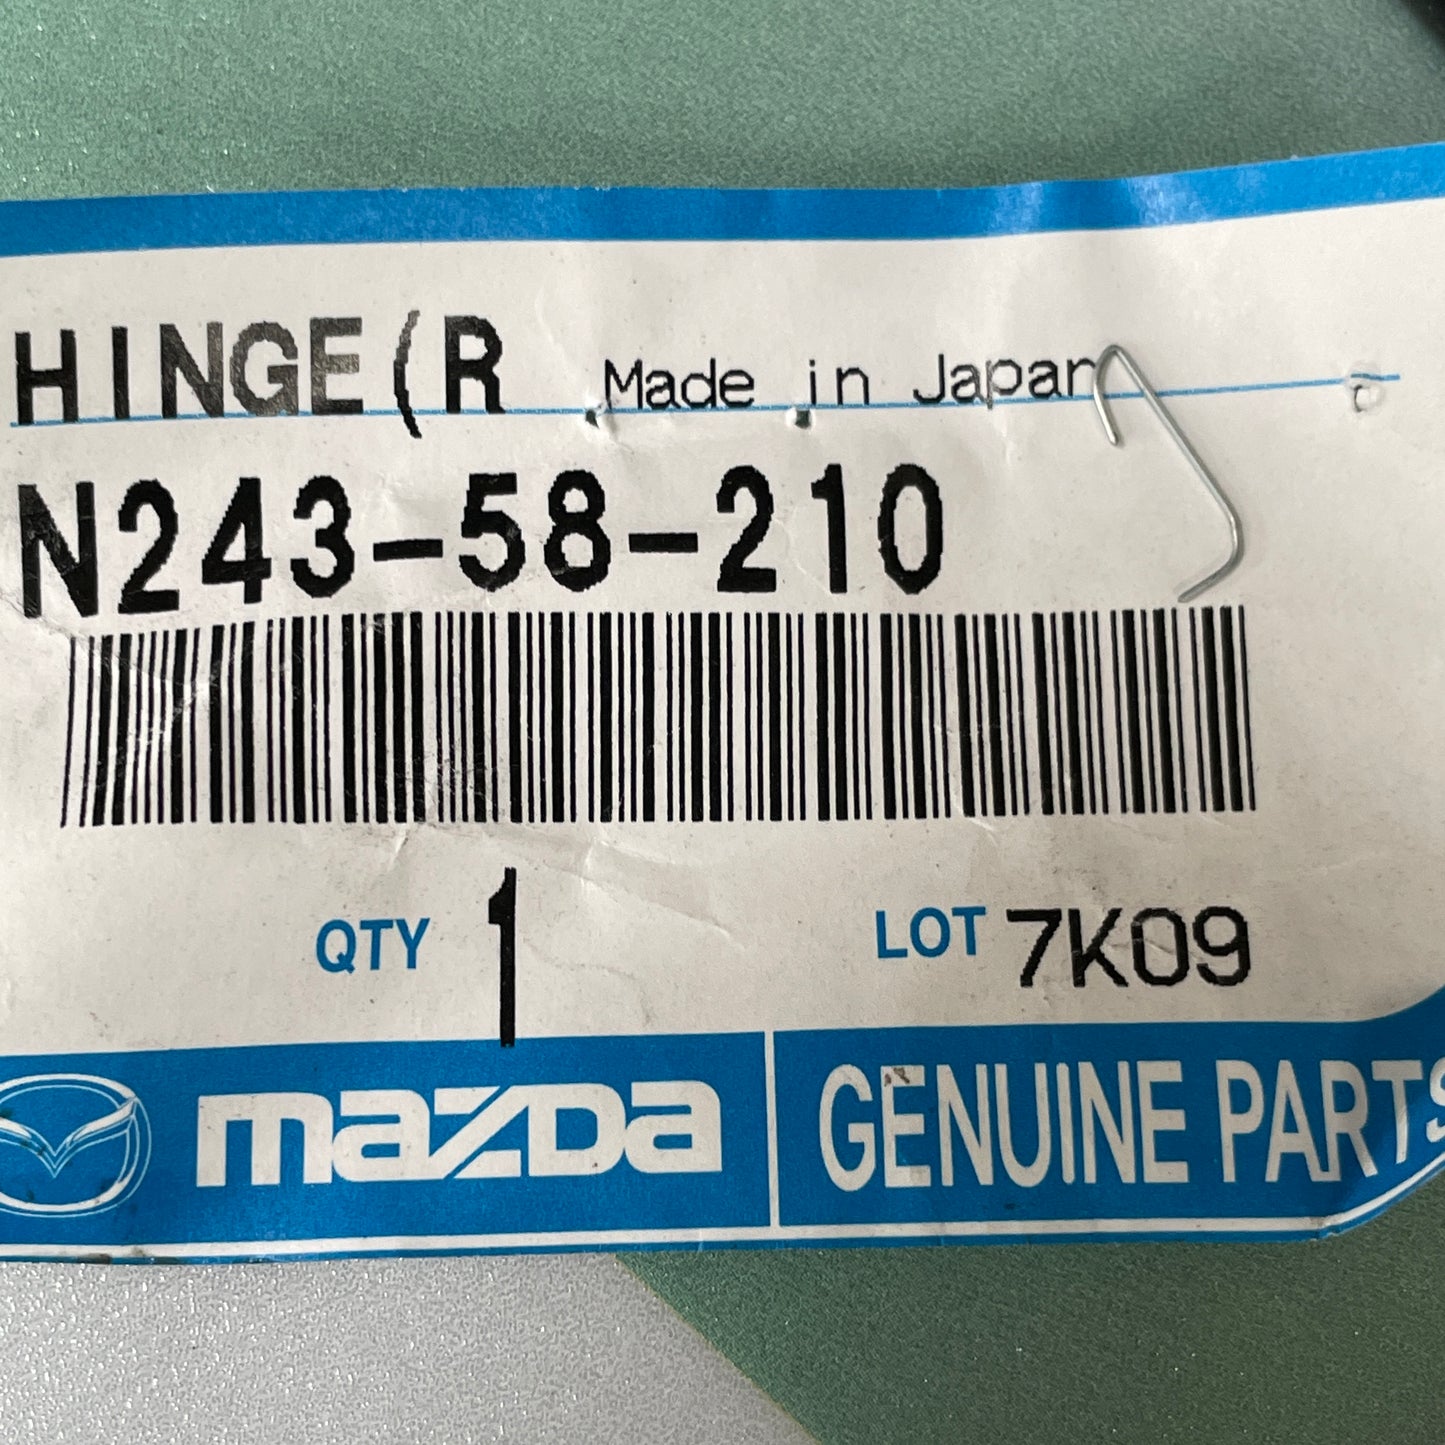 HINGE(R Made in Japan
N243-58-210
QTY 1 LOT 7K09
mazDa GENUINE PARTS